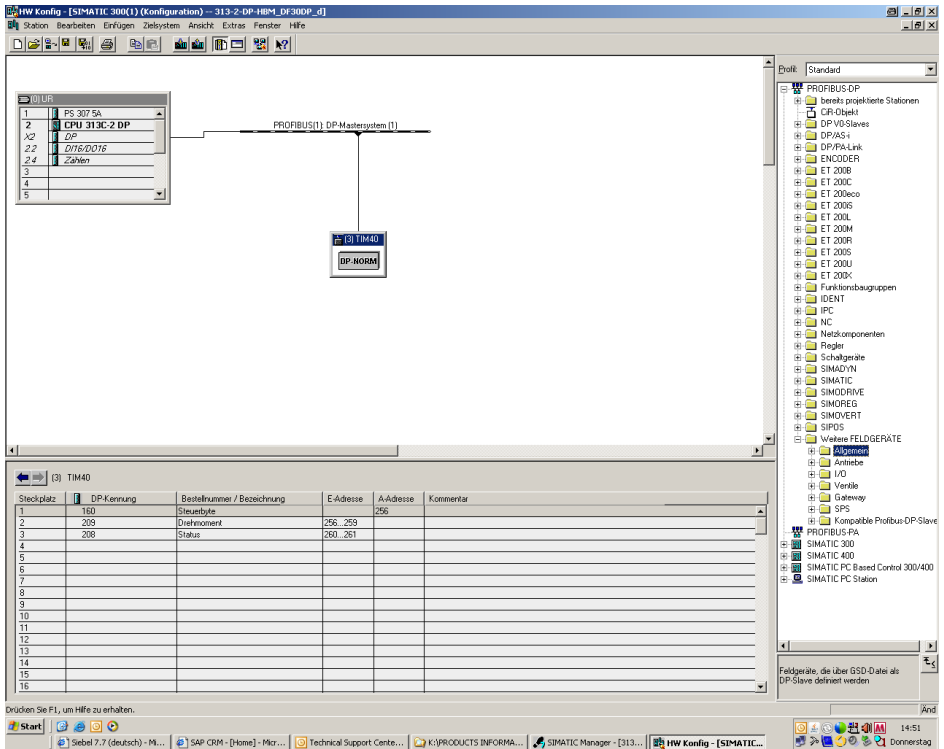 HW Konfig - [SIMATIC 300(1) (Konfiguration) -- 313-2-DP-HBM_DF30DP_d]
Station Bearbeiten Einfügen Zielsystem Ansicht Extras Fenster Hilfe
(0) UR
1 PS 307 5A
2 CPU 313C-2 DP
X2 DP
2.2 DI16/DO16
2.4 Zählen
3
4
5
PROFIBUS(1): DP-Mastersystem (1)
(3) TIM40
DP-NORM
Profil: Standard
PROFIBUS-DP
bereits projektierte Stationen
CiR-Objekt
DP V0-Slaves
DP/AS-i
DP/PA-Link
ENCODER
ET 200B
ET 200C
ET 200eco
ET 200iS
ET 200L
ET 200M
ET 200R
ET 200S
ET 200U
ET 200X
Funktionsbaugruppen
IDENT
IPC
NC
Netzkomponenten
Regler
Schaltgeräte
SIMADYN
SIMATIC
SIMODRIVE
SIMOREG
SIMOVERT
SIPOS
Weitere FELDGERÄTE
Allgemein
Antriebe
I/O
Ventile
Gateway
SPS
Kompatible Profibus-DP-Slave
PROFIBUS-PA
SIMATIC 300
SIMATIC 400
SIMATIC PC Based Control 300/400
SIMATIC PC Station
(3) TIM40
Steckplatz DP-Kennung Bestellnummer / Bezeichnung E-Adresse A-Adresse Kommentar
1 160 Steuerbyte 256
2 209 Drehmoment 256...259
3 208 Status 260...261
4
5
6
7
8
9
10
11
12
13
14
15
16
Feldgeräte, die über GSD-Datei als
DP-Slave definiert werden
Drücken Sie F1, um Hilfe zu erhalten. Änd
Start
14:51
Siebel 7.7 (deutsch) - Mi... SAP CRM - [Home] - Micr... Technical Support Cente... K:\PRODUCTS INFORMA... SIMATIC Manager - [313... HW Konfig - [SIMATIC... Donnerstag